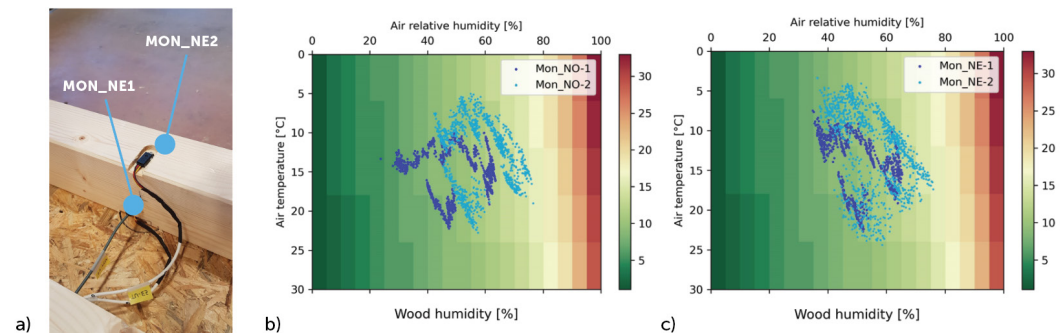 a)
MON_NE2
MON_NE1
b)
Air relative humidity [%]
0 20 40 60 80 100
Mon_NO-1
Mon_NO-2
Air temperature [°C]
0
5
10
15
20
25
30
30
25
20
15
10
5
Wood humidity [%]
c)
Air relative humidity [%]
0 20 40 60 80 100
Mon_NE-1
Mon_NE-2
Air temperature [°C]
0
5
10
15
20
25
30
30
25
20
15
10
5
Wood humidity [%]